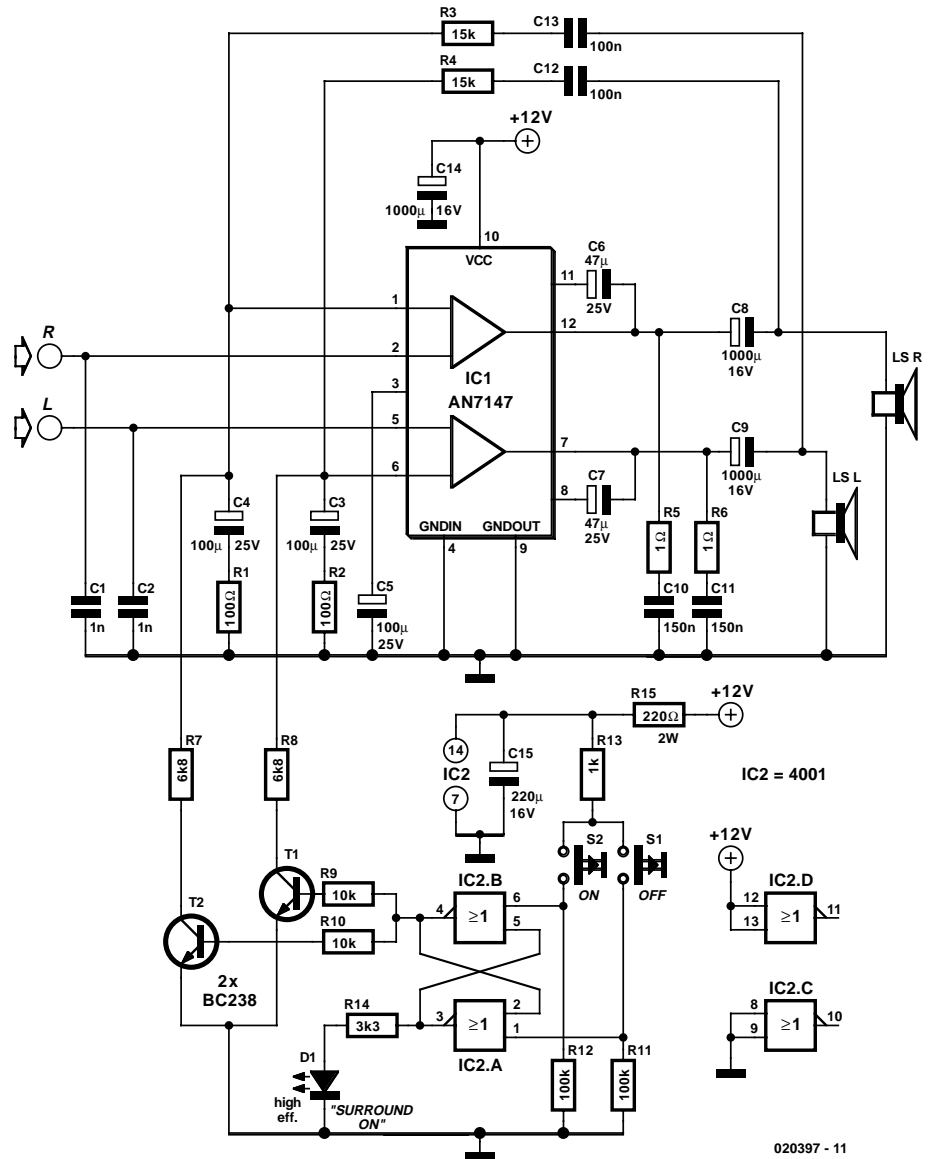 R3
15k
C13
100n
R4
15k
C12
100n
+12V
C14
1000µ 16V
10
VCC
C6
47µ
25V
11
1
12
C8
1000µ
16V
R
2
IC1
AN7147
3
LS R
L
5
7
C9
1000µ
16V
6
8
C7
47µ
25V
LS L
GNDIN GNDOUT
4
9
C4
100µ 25V
C3
100µ 25V
R5
1Ω
R6
1Ω
C1
1n
C2
1n
R1
100Ω
R2
100Ω
C5
100µ
25V
C10
150n
C11
150n
R15
220Ω
2W
+12V
R7
6k8
R8
6k8
14
IC2
7
C15
220µ
16V
R13
1k
IC2 = 4001
S2
ON
S1
OFF
+12V
T1
R9
10k
T2
R10
10k
IC2.B
4
≥1
6
5
IC2.D
12
13
≥1
11
2x
BC238
R14
3k3
3
≥1
2
1
IC2.A
IC2.C
8
9
≥1
10
D1
high
eff.
"SURROUND
ON"
R12
100k
R11
100k
020397 - 11